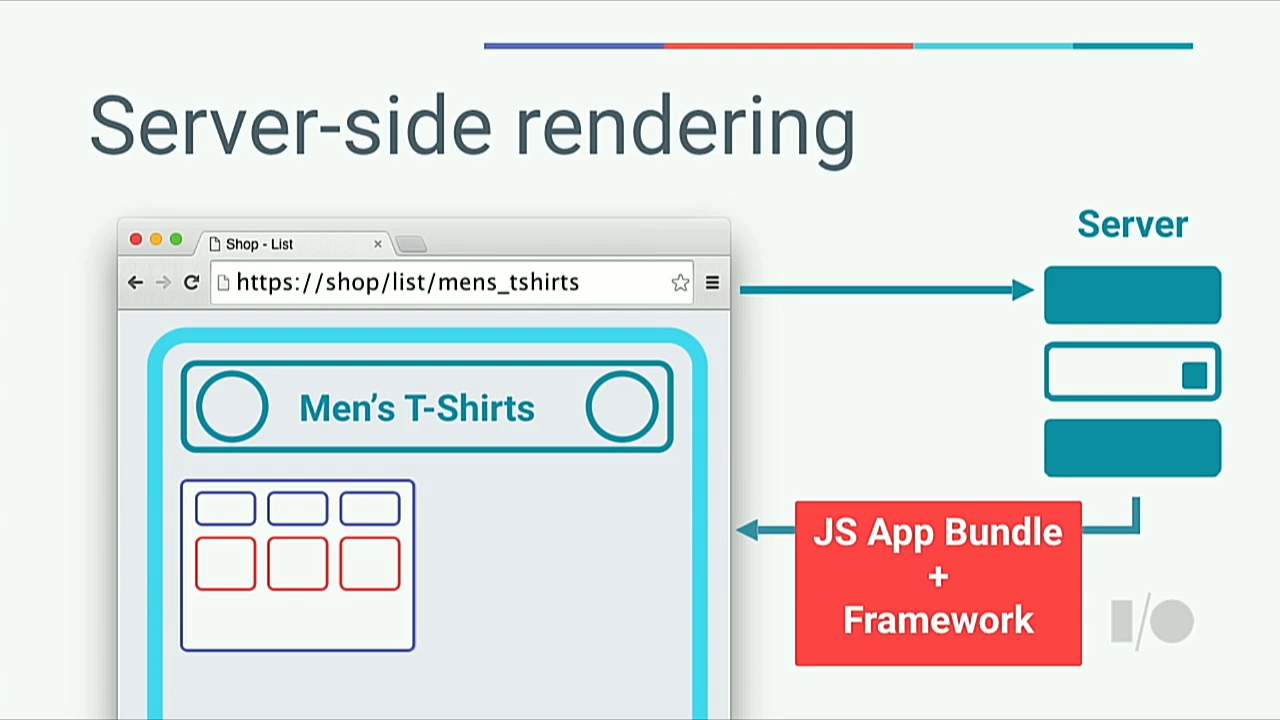 Server-side rendering
Server
Shop - List
https://shop/list/mens_tshirts
Men’s T-Shirts
JS App Bundle
+
Framework
I/O